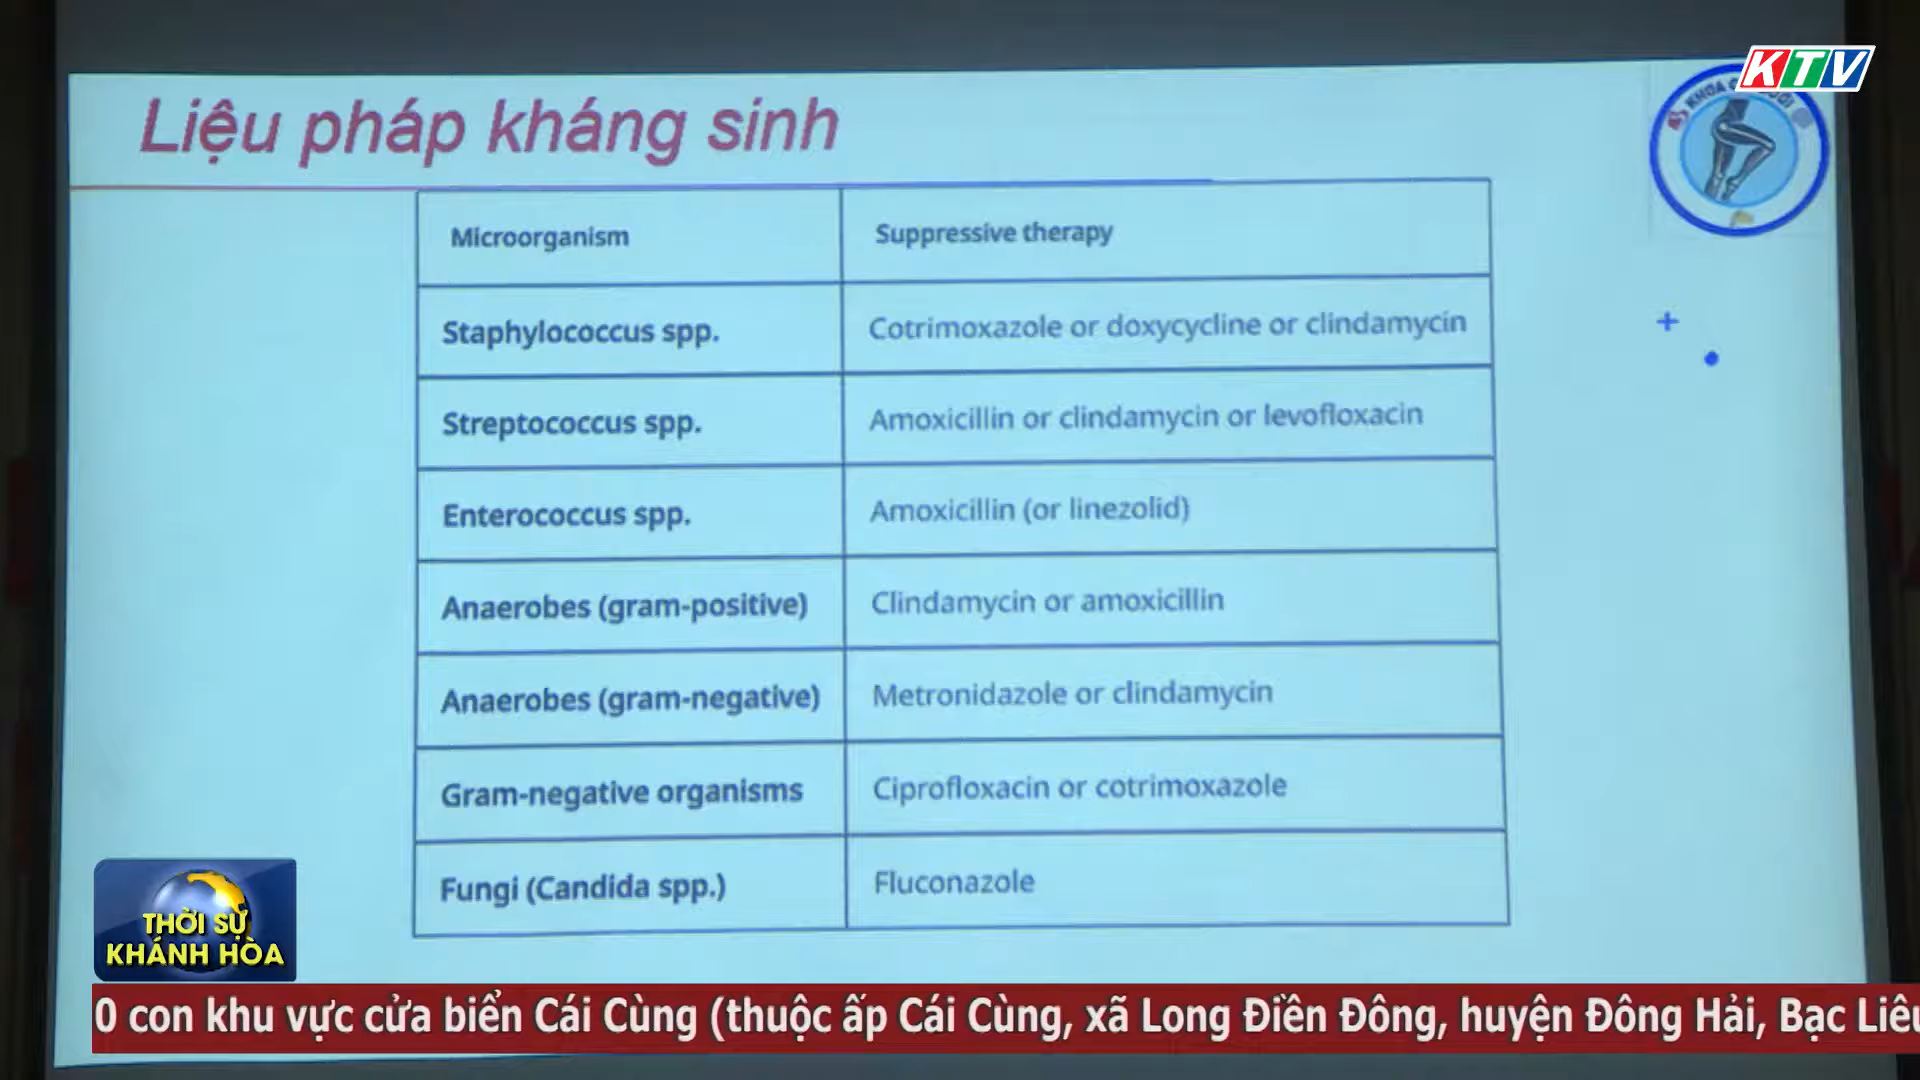 KTV
Liệu pháp kháng sinh
KHOA
Microorganism
Suppressive therapy
Staphylococcus spp.
Cotrimoxazole or doxycycline or clindamycin
Streptococcus spp.
Amoxicillin or clindamycin or levofloxacin
Enterococcus spp.
Amoxicillin (or linezolid)
Anaerobes (gram-positive)
Clindamycin or amoxicillin
Anaerobes (gram-negative)
Metronidazole or clindamycin
Gram-negative organisms
Ciprofloxacin or cotrimoxazole
Fungi (Candida spp.)
Fluconazole
THỜI SỰ
KHÁNH HÒA
0 con khu vực cửa biển Cái Cùng (thuộc ấp Cái Cùng, xã Long Điền Đông, huyện Đông Hải, Bạc Liêu